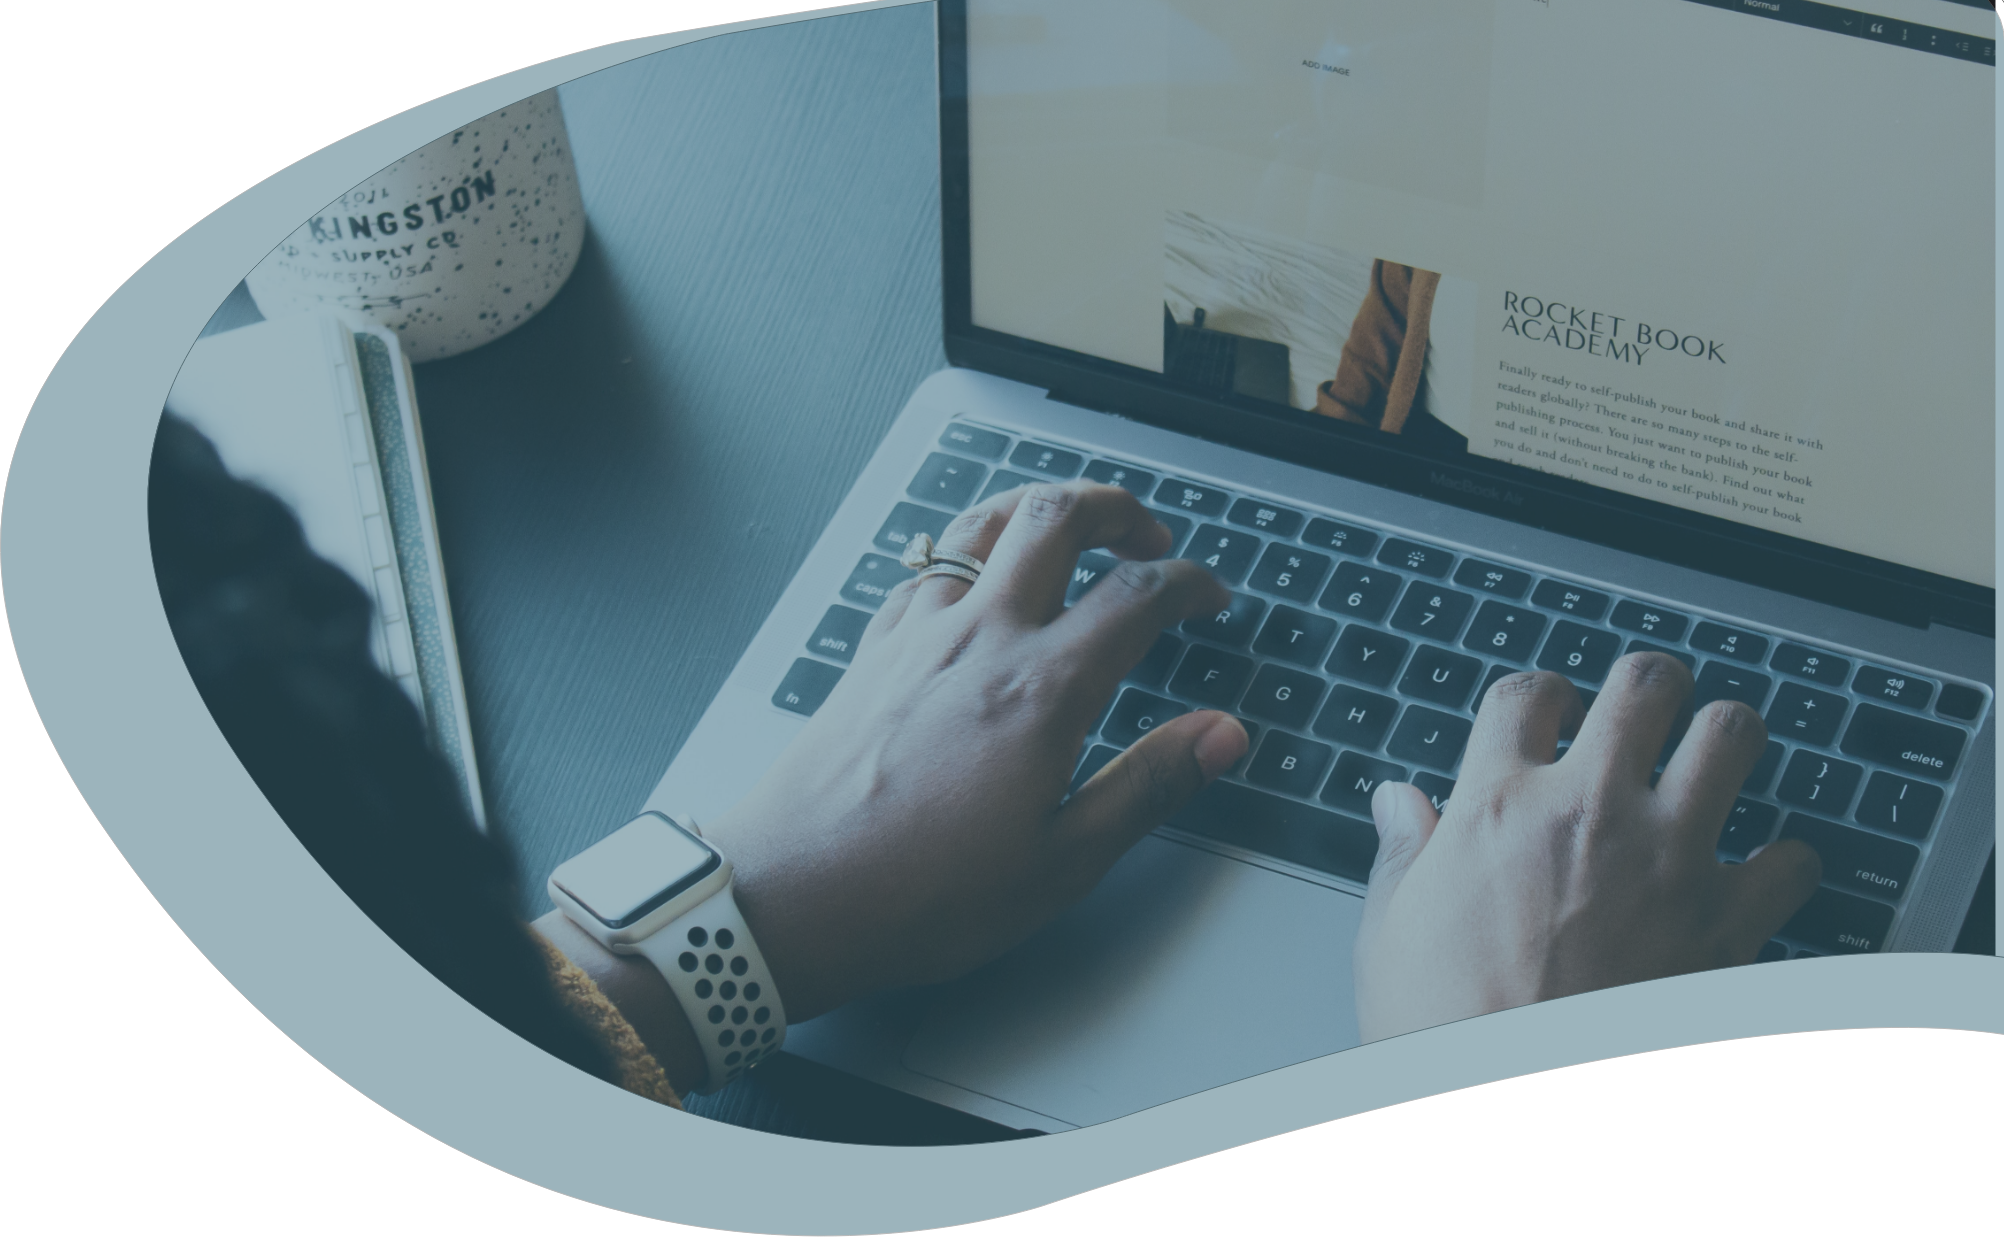 Normal
ADD IMAGE
KINGSTON
SUPPLY CO
MIDWEST, USA
ROCKET BOOK
ACADEMY
Finally ready to self-publish your book and share it with
readers globally? There are so many steps to the self-
publishing process. You just want to publish your book
and sell it (without breaking the bank). Find out what
you do and don't need to do to self-publish your book
MacBook Air
esc
F1
F3
F4
F5
F6
F7
F8
F9
F10
F11
F12
~
`
$
4
%
5
^
6
&
7
*
8
(
9
–
+
=
delete
tab
W
R
T
Y
U
}
]
|
\
caps
F
G
H
J
"
'
return
shift
C
B
N
M
shift
fn